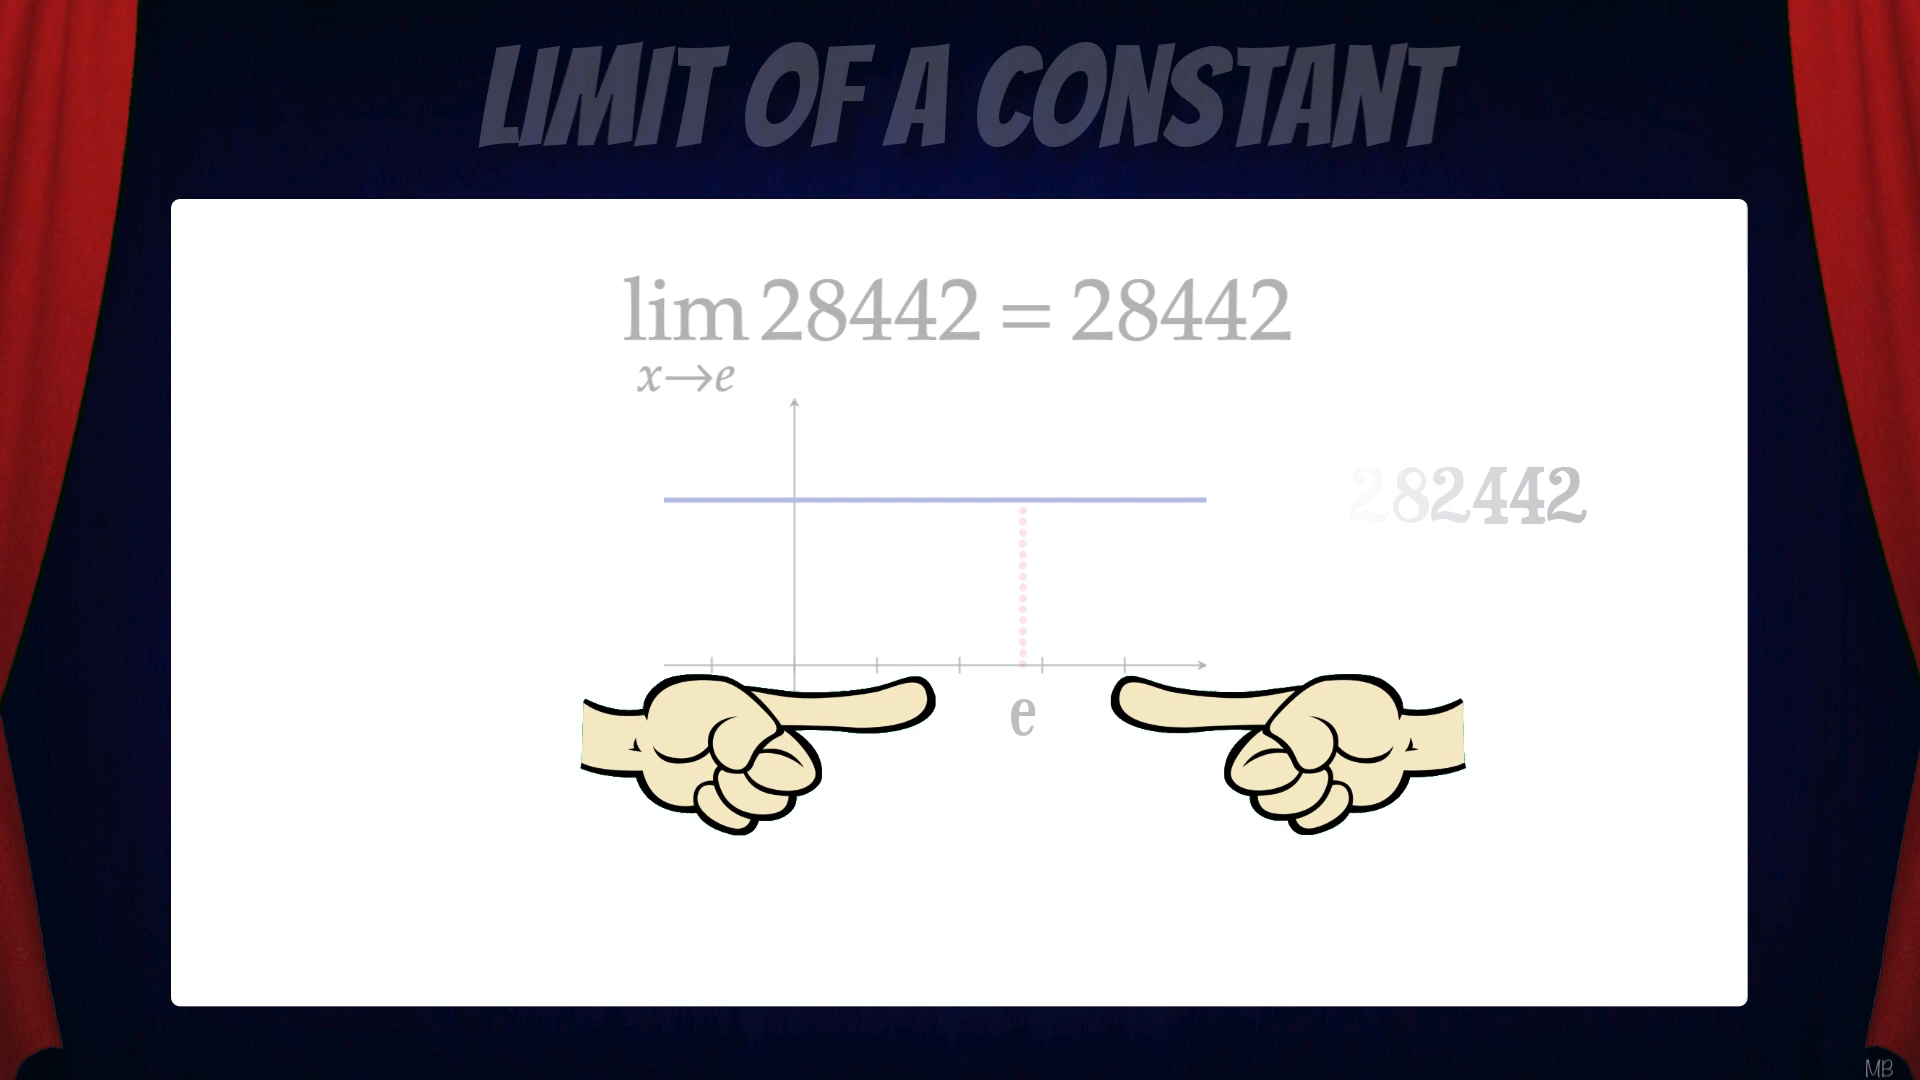 LIMIT OF A CONSTANT
lim 28442 = 28442
x→e
282442
e
MB